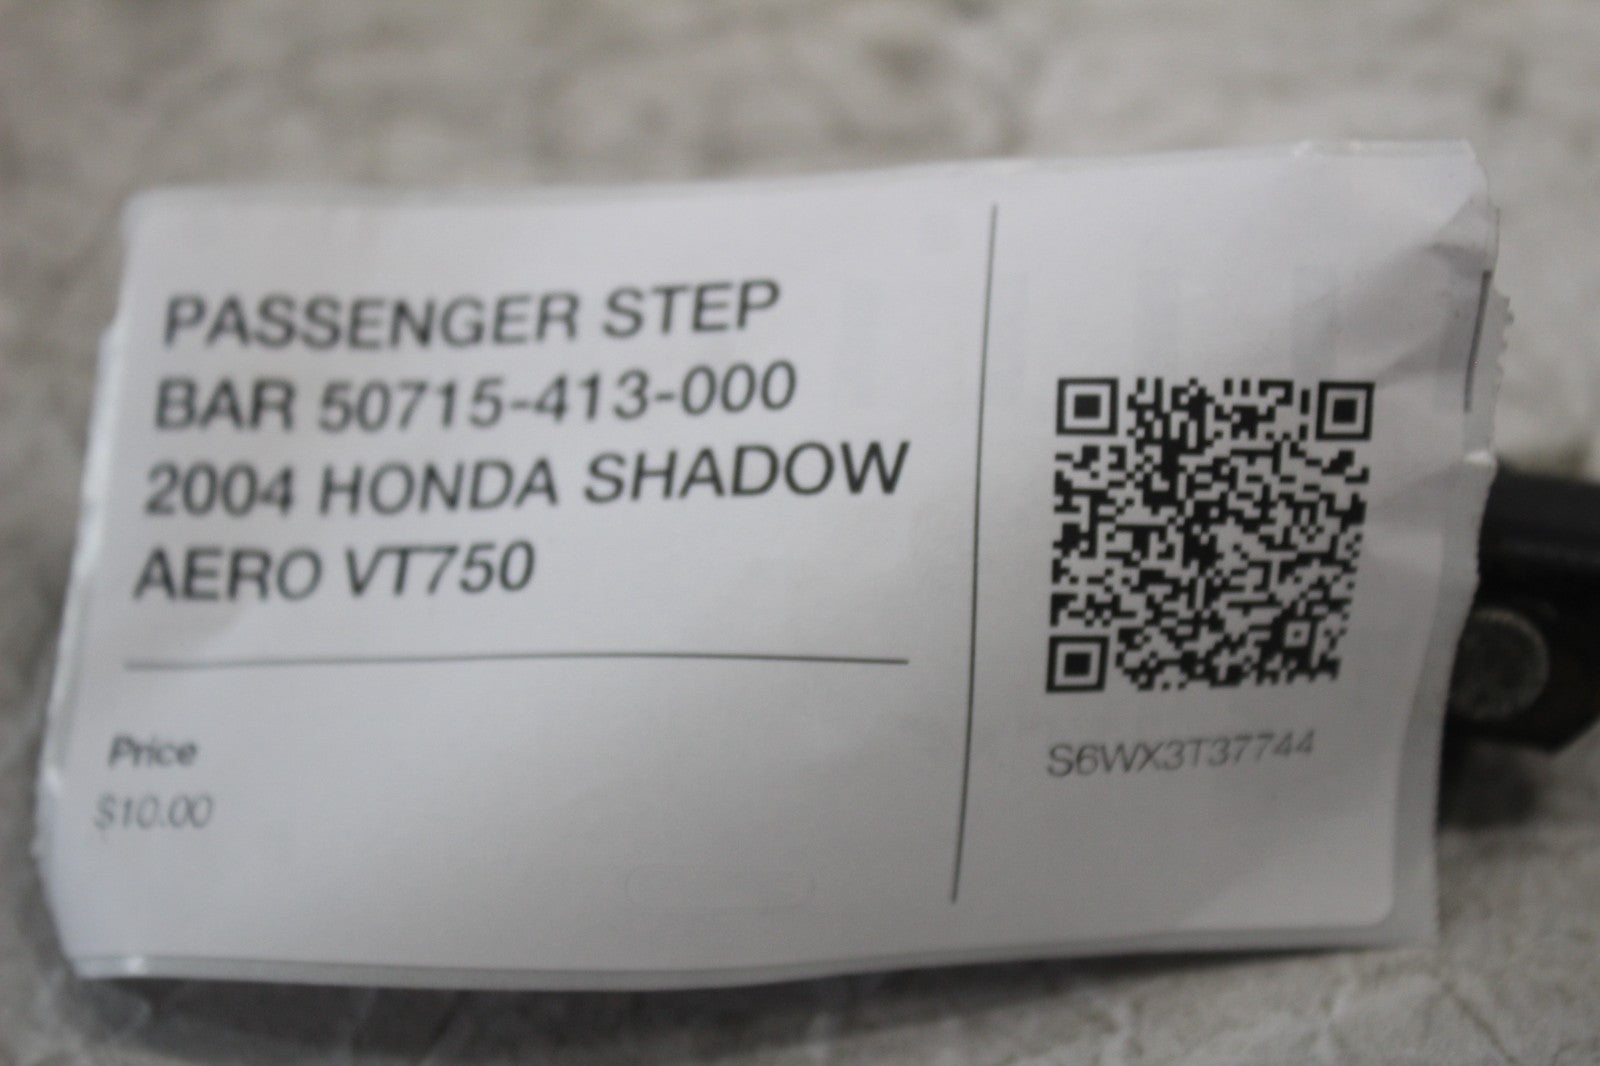 PASSENGER STEP
BAR 50715-413-000
2004 HONDA SHADOW
AERO VT750
Price
$10.00
S6WX3T37744